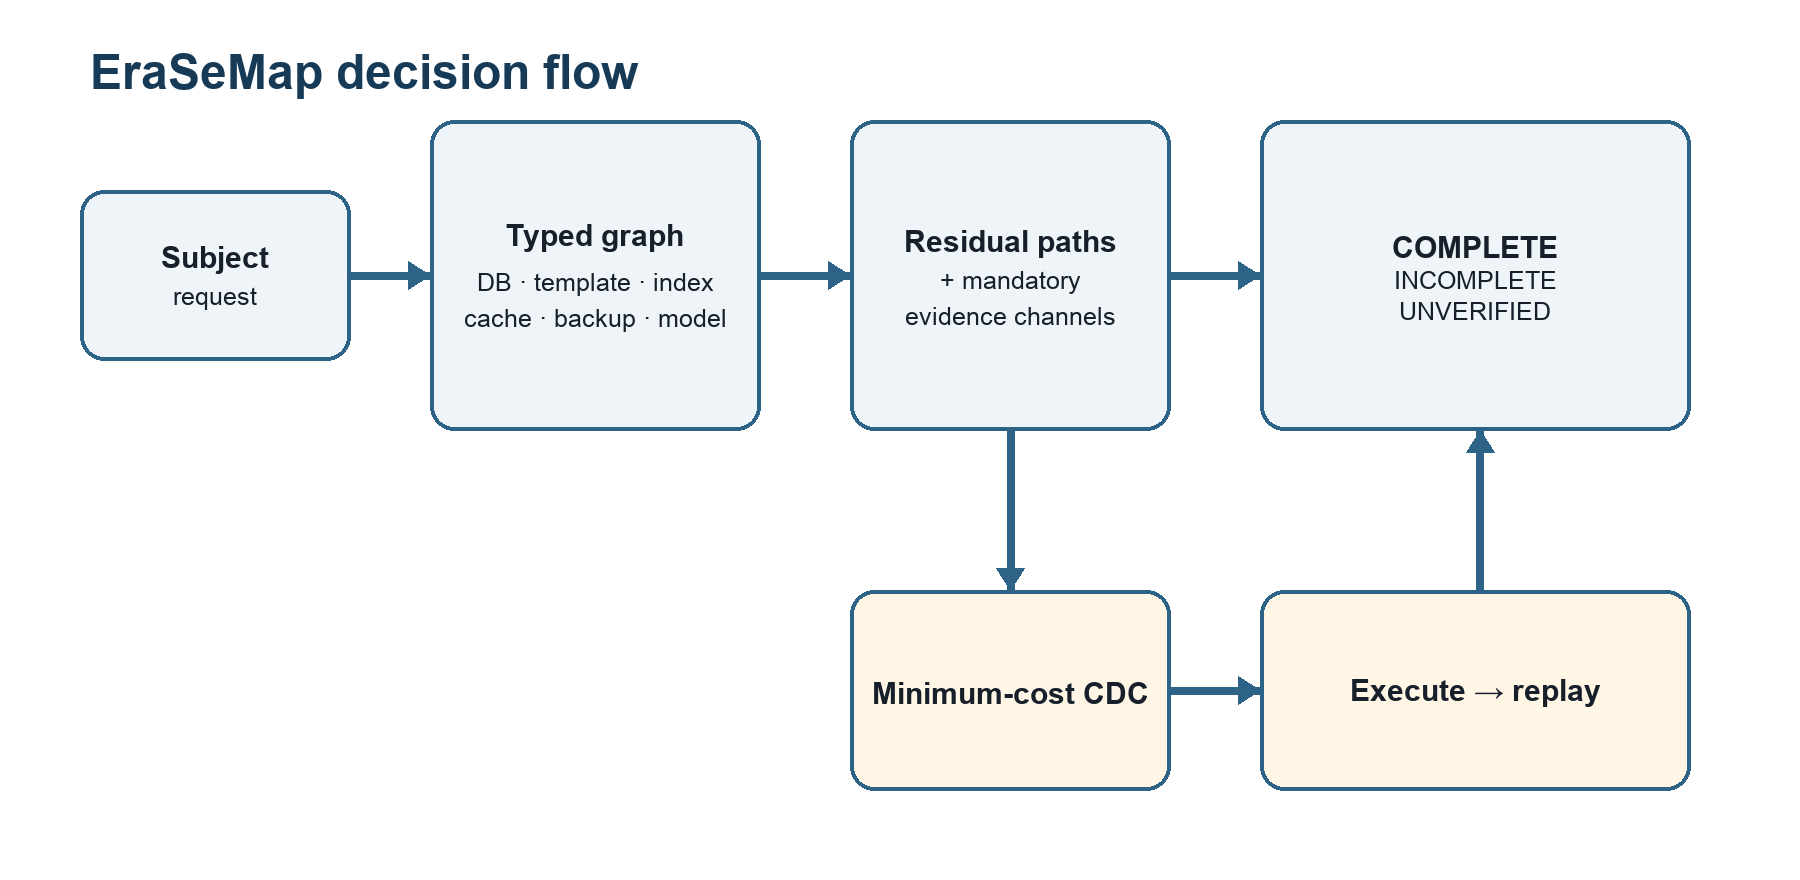 EraSeMap decision flow
Subject
request
Typed graph
DB · template · index
cache · backup · model
Residual paths
+ mandatory
evidence channels
COMPLETE
INCOMPLETE
UNVERIFIED
Minimum-cost CDC
Execute → replay